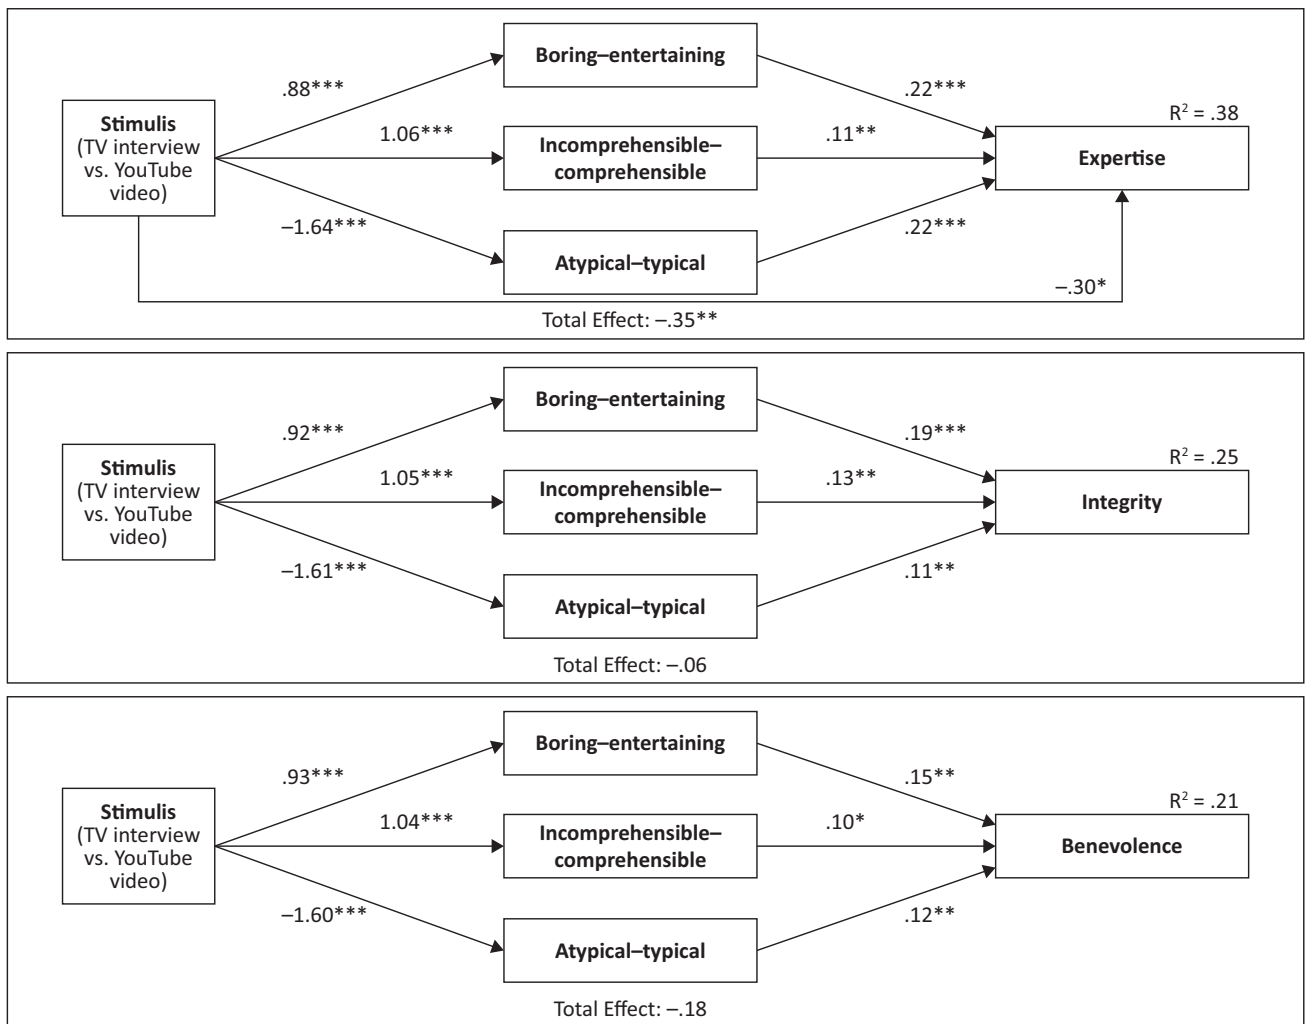 Boring–entertaining
.88***
.22***
R² = .38
Stimulis
(TV interview
vs. YouTube
video)
1.06***
Incomprehensible–
comprehensible
.11**
Expertise
–1.64***
.22***
Atypical–typical
–.30*
Total Effect: –.35**
Boring–entertaining
.92***
.19***
R² = .25
Stimulis
(TV interview
vs. YouTube
video)
1.05***
Incomprehensible–
comprehensible
.13**
Integrity
–1.61***
.11**
Atypical–typical
Total Effect: –.06
Boring–entertaining
.93***
.15**
R² = .21
Stimulis
(TV interview
vs. YouTube
video)
1.04***
Incomprehensible–
comprehensible
.10*
Benevolence
–1.60***
.12**
Atypical–typical
Total Effect: –.18